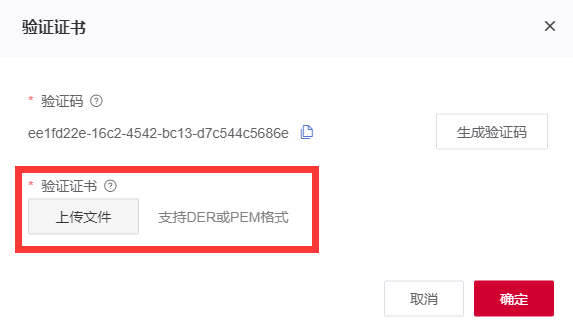 验证证书
* 验证码
ee1fd22e-16c2-4542-bc13-d7c544c5686e 生成验证码
* 验证证书
上传文件 支持DER或PEM格式
取消 确定